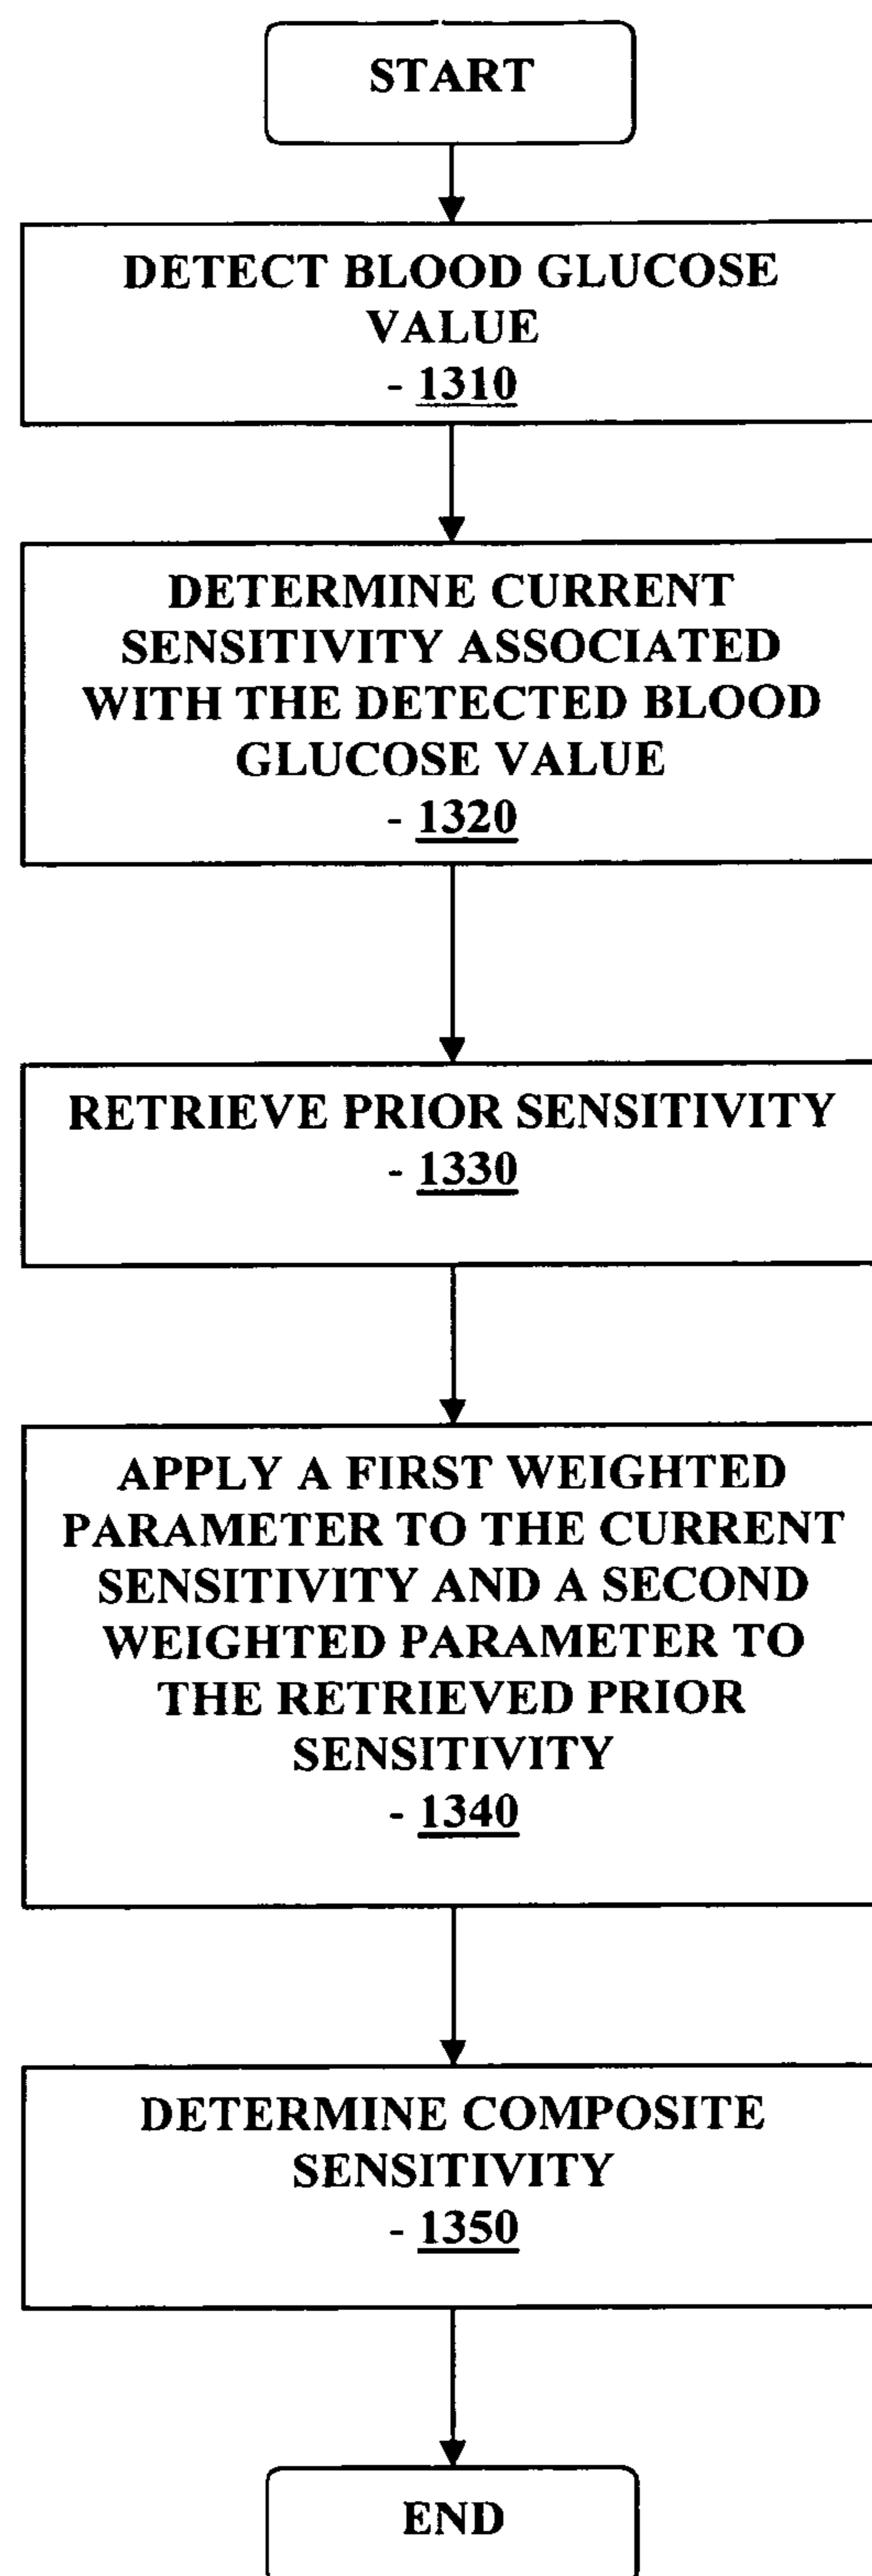 START
DETECT BLOOD GLUCOSE
VALUE
- 1310
DETERMINE CURRENT
SENSITIVITY ASSOCIATED
WITH THE DETECTED BLOOD
GLUCOSE VALUE
- 1320
RETRIEVE PRIOR SENSITIVITY
- 1330
APPLY A FIRST WEIGHTED
PARAMETER TO THE CURRENT
SENSITIVITY AND A SECOND
WEIGHTED PARAMETER TO
THE RETRIEVED PRIOR
SENSITIVITY
- 1340
DETERMINE COMPOSITE
SENSITIVITY
- 1350
END